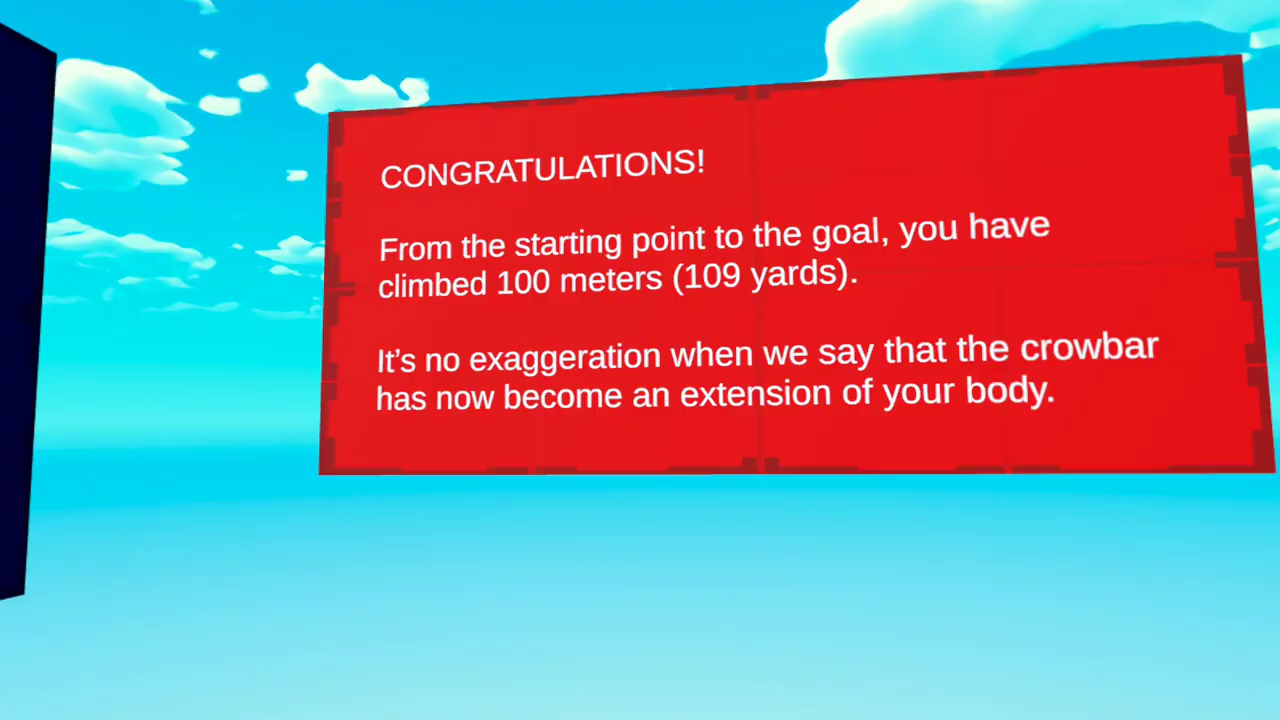 CONGRATULATIONS!
From the starting point to the goal, you have
climbed 100 meters (109 yards).
It’s no exaggeration when we say that the crowbar
has now become an extension of your body.